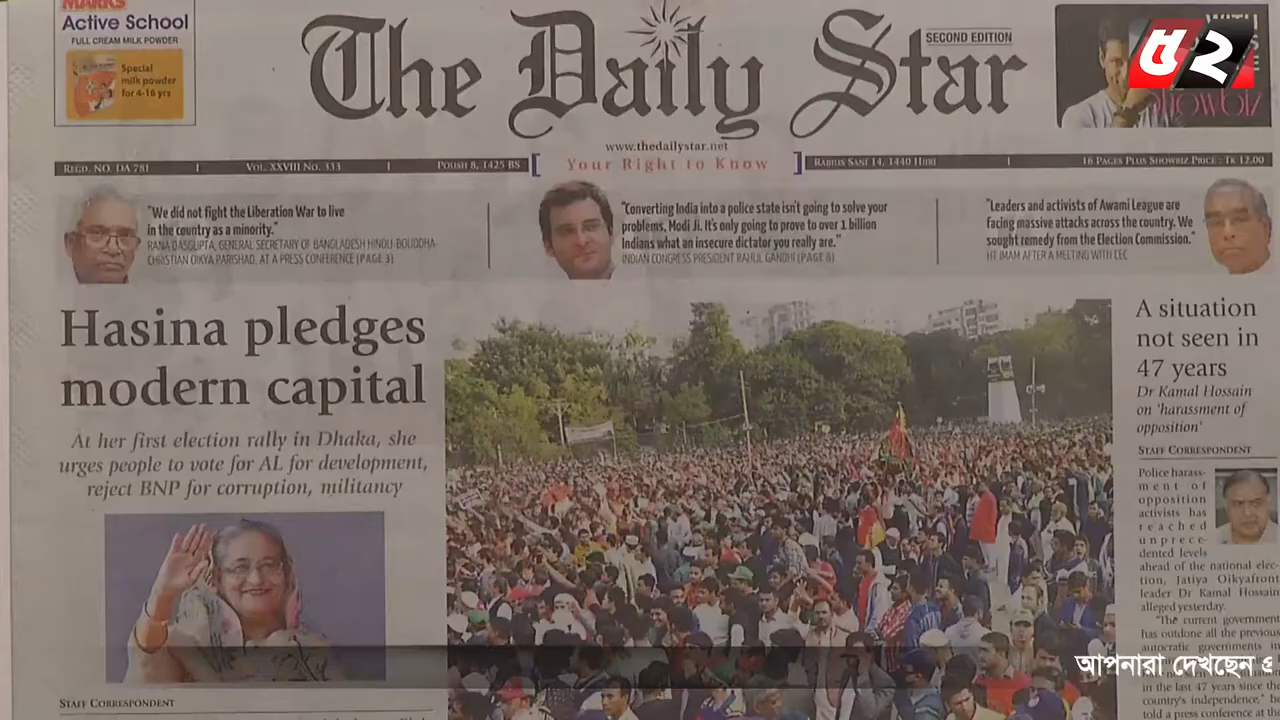 MARKS
Active School
FULL CREAM MILK POWDER
Special
milk powder
for 4-16 yrs
The Daily Star
SECOND EDITION
www.thedailystar.net
৫২
Showbiz
REGD. NO. DA 781
VOL. XXVIII NO. 333
POUSH 8, 1425 BS
Your Right to Know
RABIUS SANI 14, 1440 HIJRI
16 PAGES PLUS SHOWBIZ PRICE : TK 12.00
"We did not fight the Liberation War to live
in the country as a minority."
RANA DASGUPTA, GENERAL SECRETARY OF BANGLADESH HINDU-BOUDDHA-
CHRISTIAN OIKYA PARISHAD, AT A PRESS CONFERENCE (PAGE 3)
"Converting India into a police state isn't going to solve your
problems, Modi Ji. It's only going to prove to over 1 billion
Indians what an insecure dictator you really are."
INDIAN CONGRESS PRESIDENT RAHUL GANDHI (PAGE 8)
"Leaders and activists of Awami League are
facing massive attacks across the country. We
sought remedy from the Election Commission."
HT IMAM AFTER A MEETING WITH CEC
Hasina pledges
modern capital
At her first election rally in Dhaka, she
urges people to vote for AL for development,
reject BNP for corruption, militancy
STAFF CORRESPONDENT
A situation
not seen in
47 years
Dr Kamal Hossain
on 'harassment of
opposition'
STAFF CORRESPONDENT
Police harass-
ment of
opposition
activists has
reached
unprece-
dented levels
ahead of the national elec-
tion, Jatiya Oikyafront
leader Dr Kamal Hossain
alleged yesterday.
"The current government
has outdone all the previous
autocratic governments in
in the last 47 years since the
country's independence," he
told a press conference at the
আপনারা দেখছেন